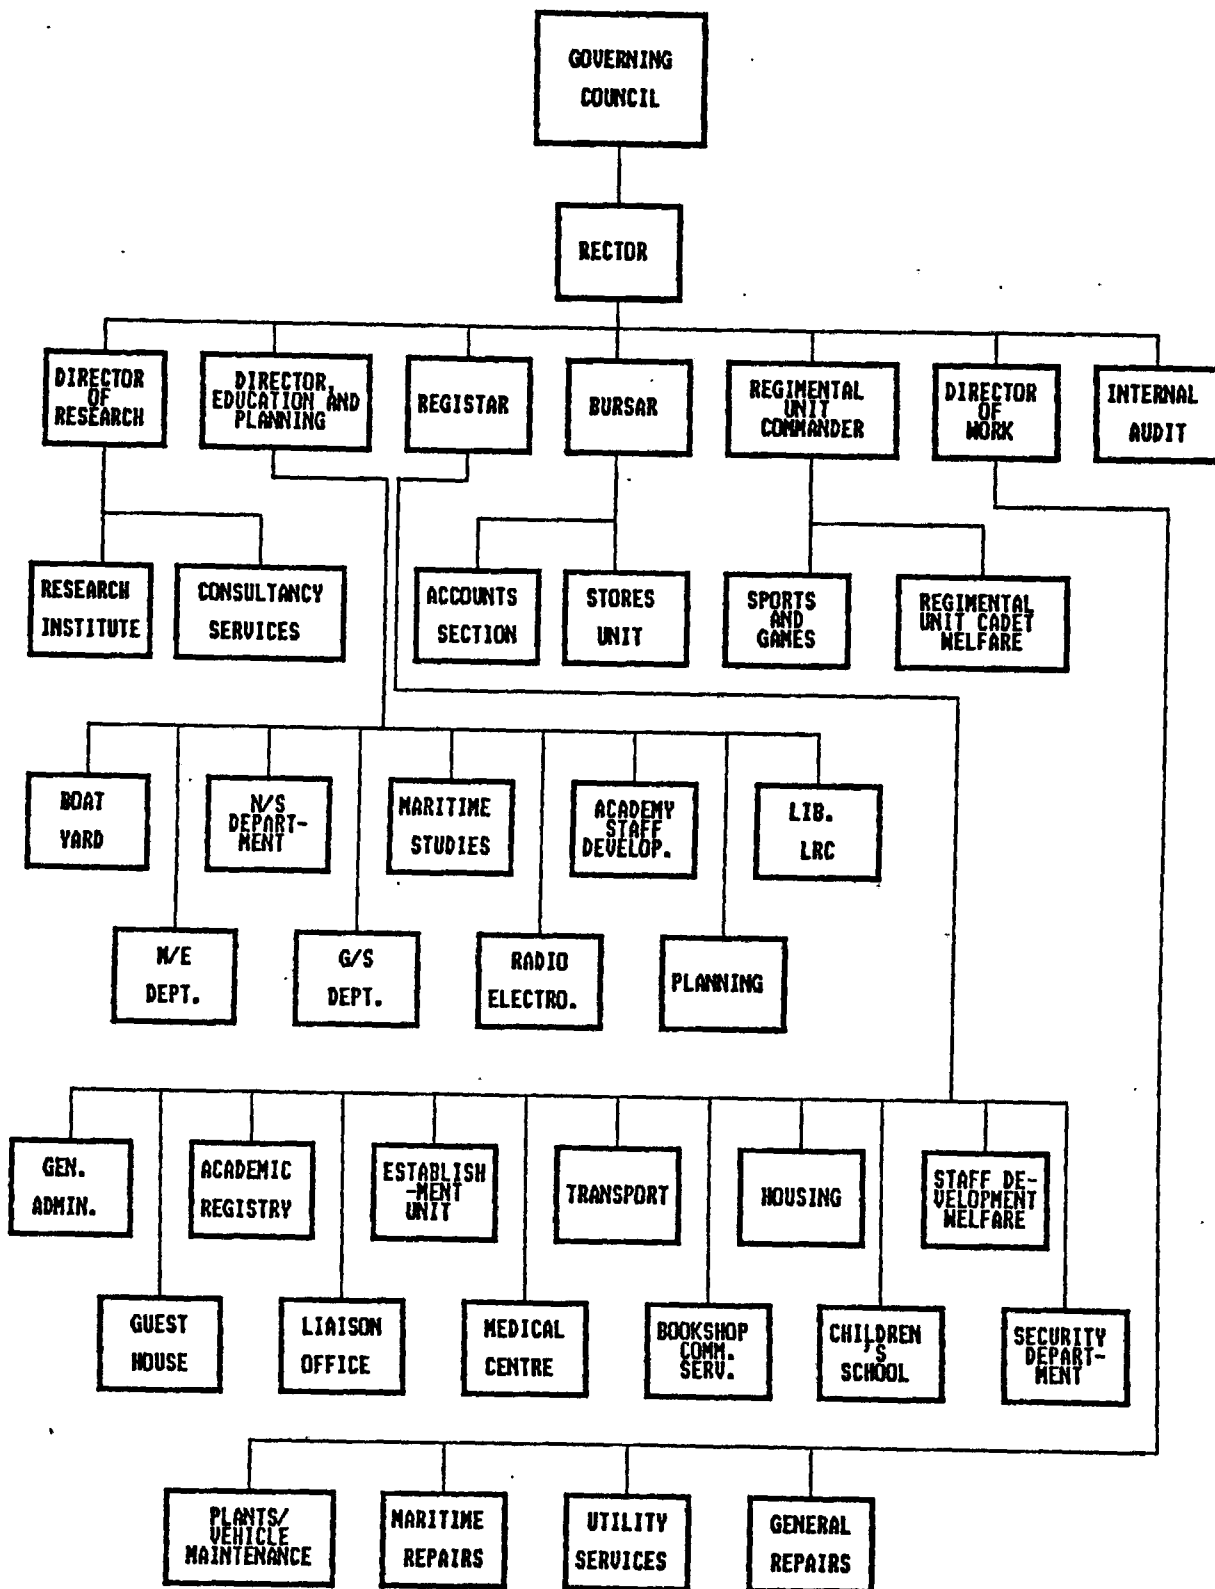 GOVERNING
COUNCIL
RECTOR
DIRECTOR
OF
RESEARCH
DIRECTOR,
EDUCATION AND
PLANNING
REGISTAR
BURSAR
REGIMENTAL
UNIT
COMMANDER
DIRECTOR
OF
WORK
INTERNAL
AUDIT
RESEARCH
INSTITUTE
CONSULTANCY
SERVICES
ACCOUNTS
SECTION
STORES
UNIT
SPORTS
AND
GAMES
REGIMENTAL
UNIT CADET
WELFARE
BOAT
YARD
N/S
DEPART-
MENT
MARITIME
STUDIES
ACADEMY
STAFF
DEVELOP.
LIB.
LRC
M/E
DEPT.
G/S
DEPT.
RADIO
ELECTRO.
PLANNING
GEN.
ADMIN.
ACADEMIC
REGISTRY
ESTABLISH
-MENT
UNIT
TRANSPORT
HOUSING
STAFF DE-
VELOPMENT
WELFARE
GUEST
HOUSE
LIAISON
OFFICE
MEDICAL
CENTRE
BOOKSHOP
COMM.
SERV.
CHILDREN
'S
SCHOOL
SECURITY
DEPART-
MENT
PLANTS/
VEHICLE
MAINTENANCE
MARITIME
REPAIRS
UTILITY
SERVICES
GENERAL
REPAIRS